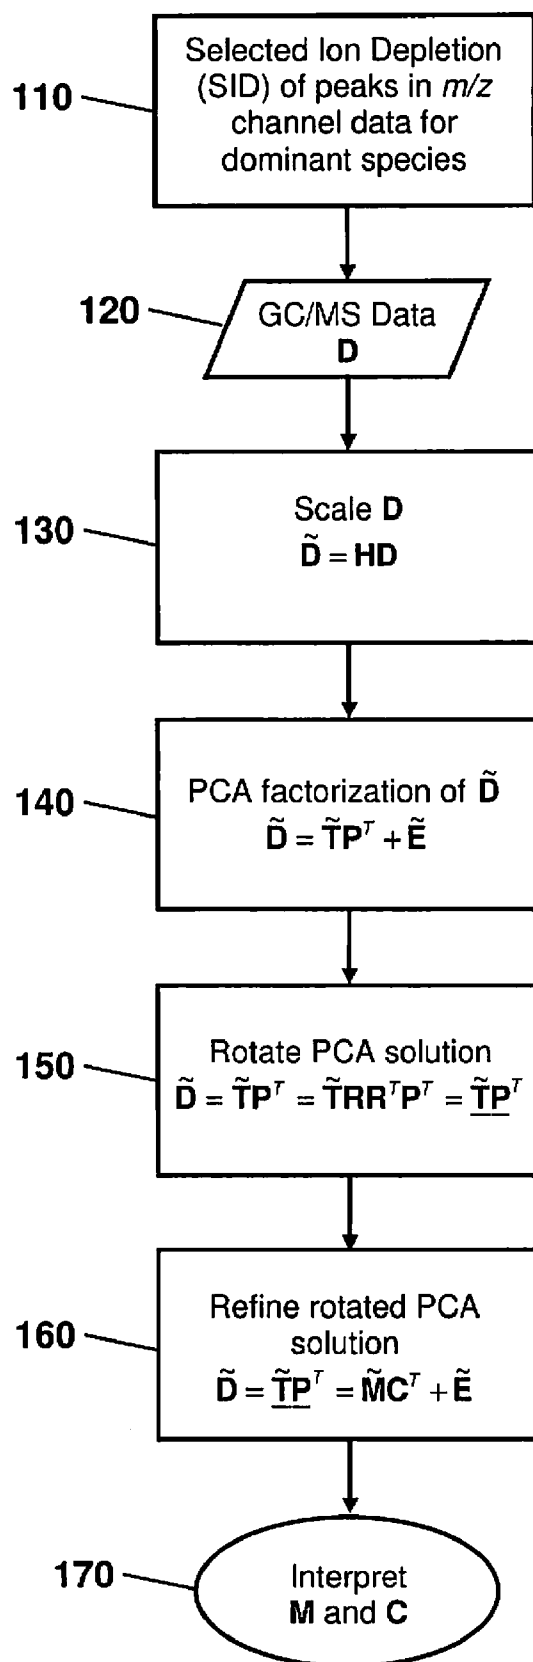 110
Selected Ion Depletion
(SID) of peaks in m/z
channel data for
dominant species
120
GC/MS Data
D
130
Scale D
D̃ = HD
140
PCA factorization of D̃
D̃ = T̃Pᵀ + Ẽ
150
Rotate PCA solution
D̃ = T̃Pᵀ = T̃RRᵀPᵀ = T̲̃P̲ᵀ
160
Refine rotated PCA
solution
D̃ = T̲̃P̲ᵀ = M̃Cᵀ + Ẽ
170
Interpret
M and C